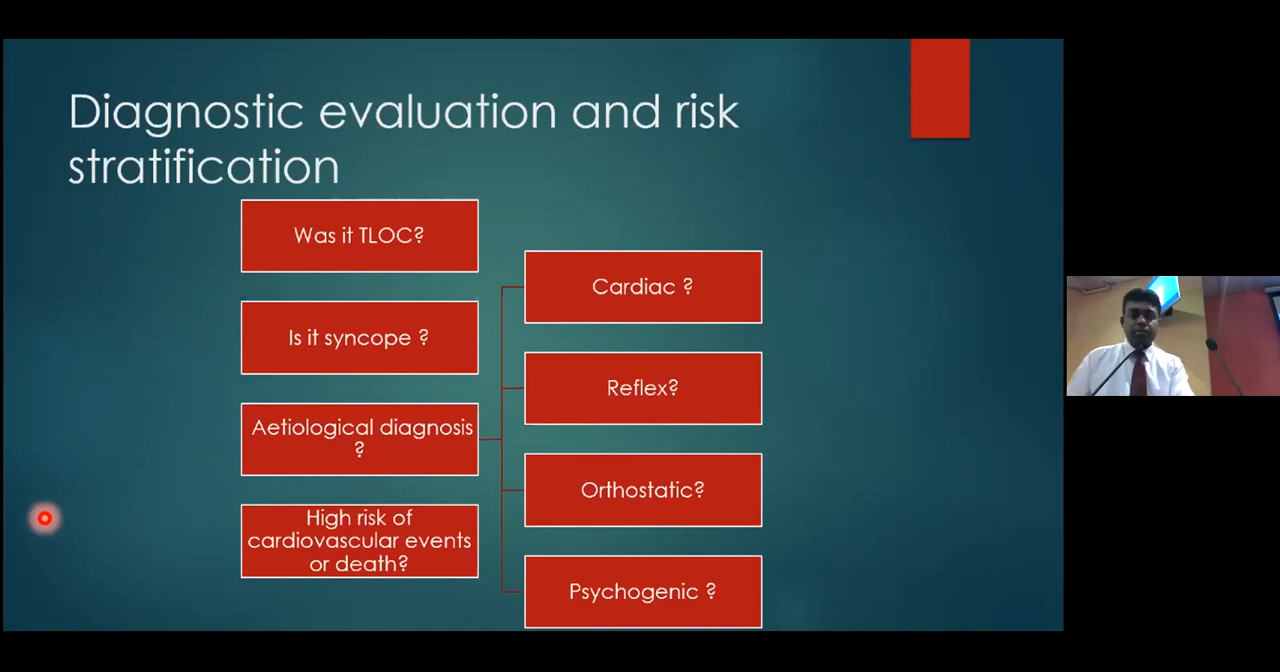 Diagnostic evaluation and risk
stratification
Was it TLOC?
Is it syncope ?
Aetiological diagnosis
?
High risk of
cardiovascular events
or death?
Cardiac ?
Reflex?
Orthostatic?
Psychogenic ?